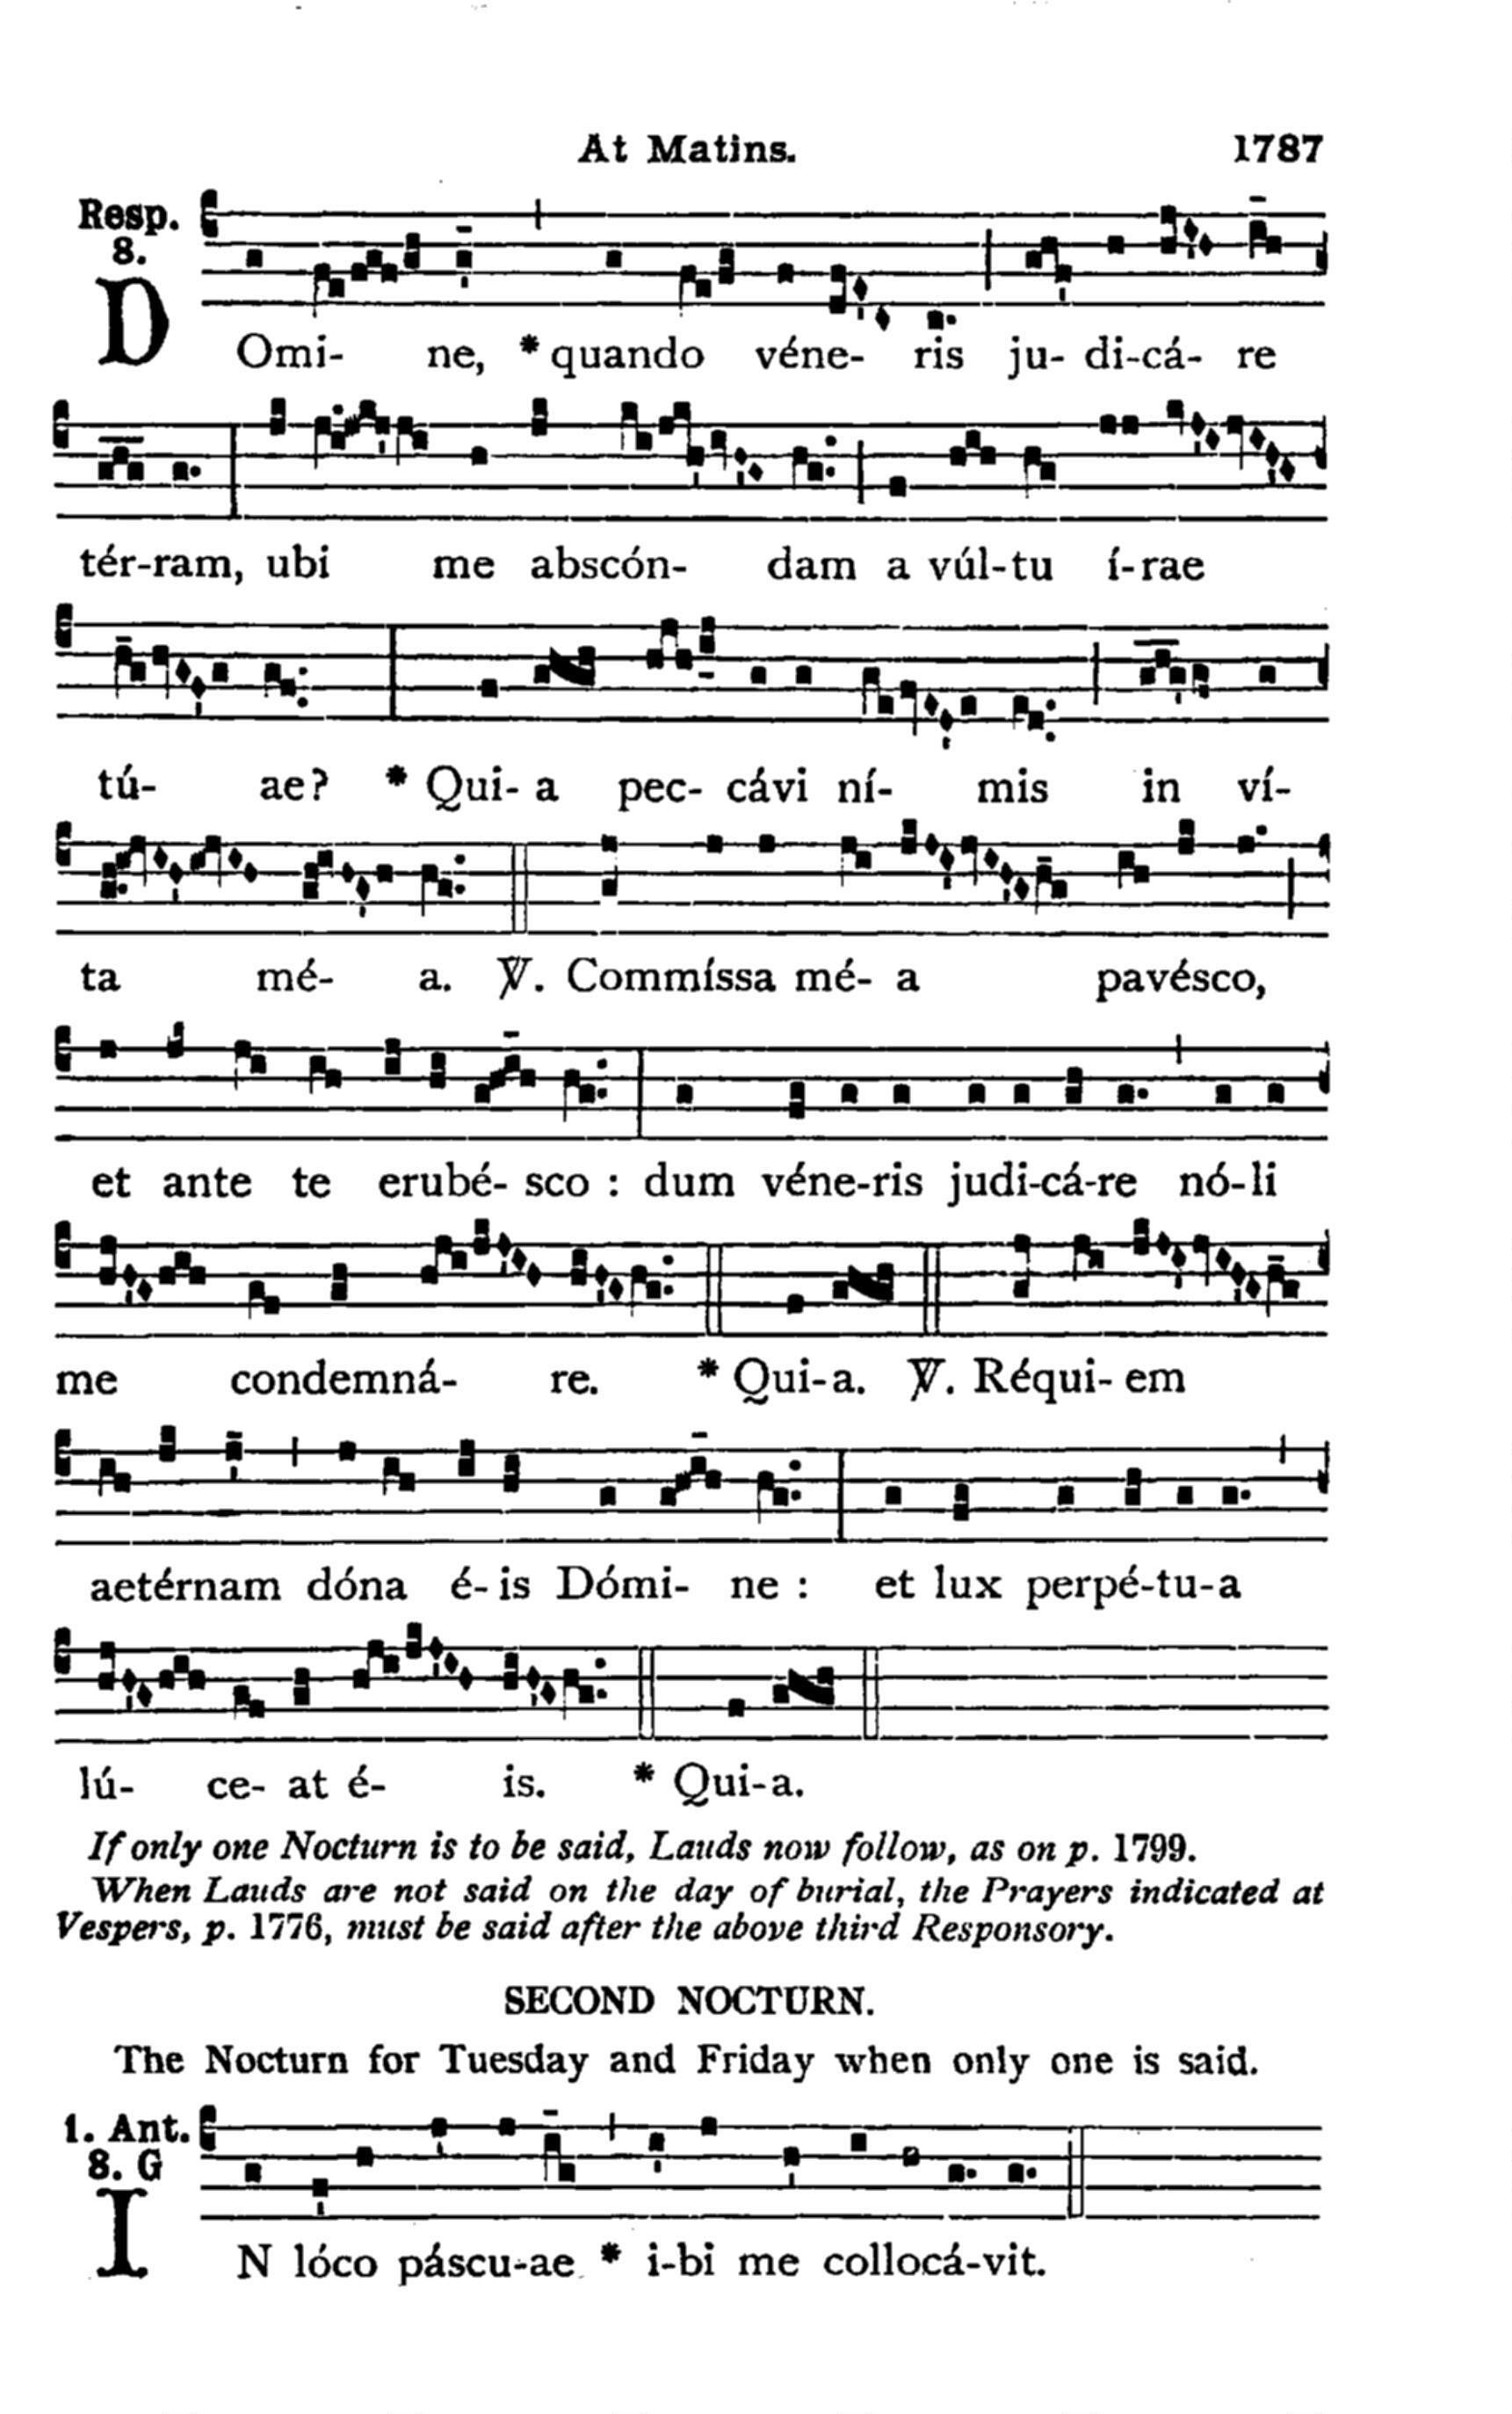 At Matins. 1787
Resp.
8.
DOmi- ne, * quando véne- ris ju- di-cá- re
tér-ram, ubi me abscón- dam a vúl-tu í-rae
tú- ae? * Qui- a pec- cávi ní- mis in ví-
ta mé- a. ℣. Commíssa mé- a pavésco,
et ante te erubé- sco : dum véne-ris judi-cá-re nó-li
me condemná- re. * Qui-a. ℣. Réqui- em
aetérnam dóna é- is Dómi- ne : et lux perpé-tu-a
lú- ce- at é- is. * Qui-a.
If only one Nocturn is to be said, Lauds now follow, as on p. 1799.
When Lauds are not said on the day of burial, the Prayers indicated at
Vespers, p. 1776, must be said after the above third Responsory.
SECOND NOCTURN.
The Nocturn for Tuesday and Friday when only one is said.
1. Ant.
8. G
IN lóco páscu-ae * i-bi me collocá-vit.